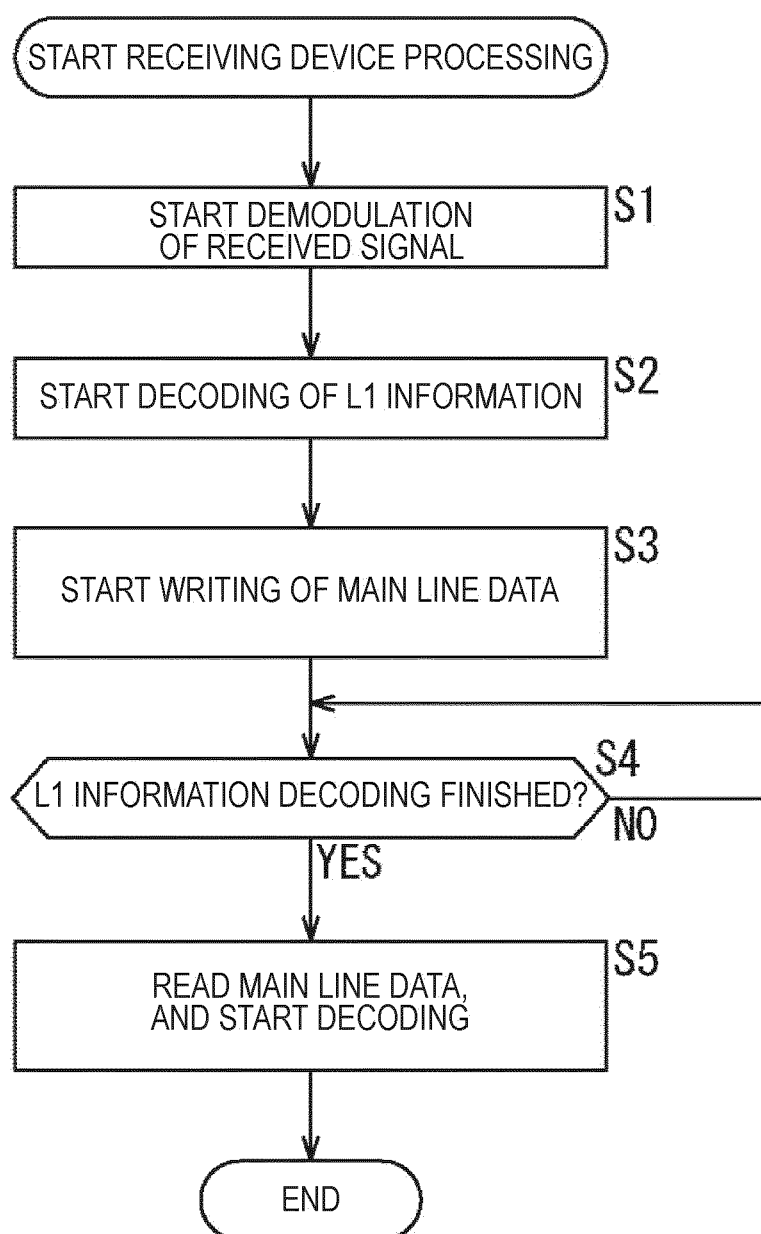 START RECEIVING DEVICE PROCESSING
S1
START DEMODULATION
OF RECEIVED SIGNAL
S2
START DECODING OF L1 INFORMATION
S3
START WRITING OF MAIN LINE DATA
S4
L1 INFORMATION DECODING FINISHED?
NO
YES
S5
READ MAIN LINE DATA,
AND START DECODING
END